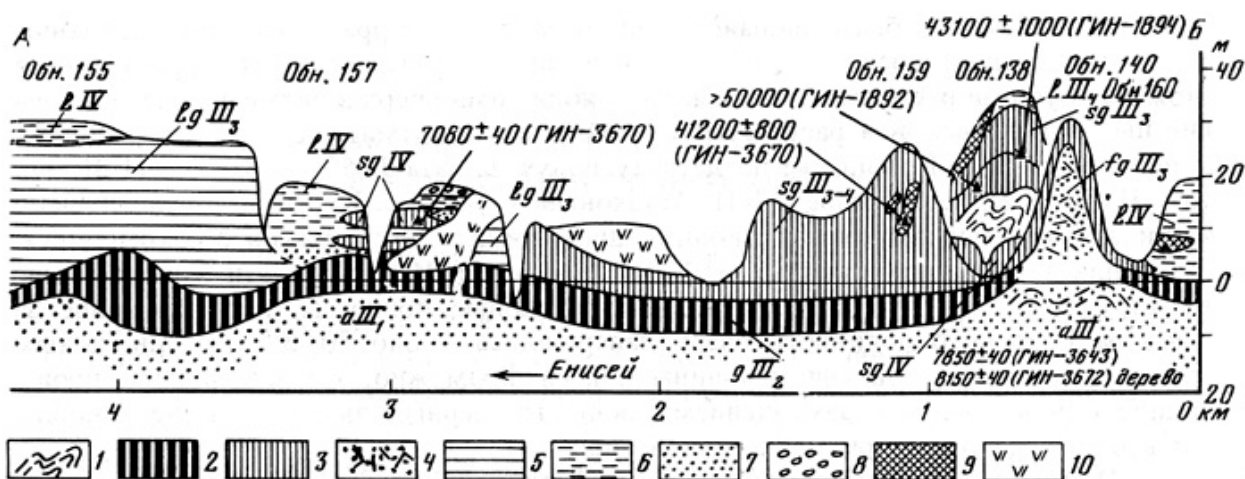 А
43100 ±1000 (ГИН-1894) Б
м
Обн. 155
Обн. 157
Обн. 159
Обн. 138
Обн. 140
40
l IV
lg III₃
>50000 (ГИН-1892)
l III₄ Обн 160
sg III₃
l IV
sg IV
7080 ± 40 (ГИН-3670)
41200 ± 800
(ГИН-3670)
fg III₃
20
lg III₃
sg III₃₋₄
l IV
0
a III₁
a III₁
7850 ±40 (ГИН-3643)
← Енисей
g III₂
sg IV
8150 ±40 (ГИН-3672) дерево
20
4
3
2
1
0 км
1
2
3
4
5
6
7
8
9
10